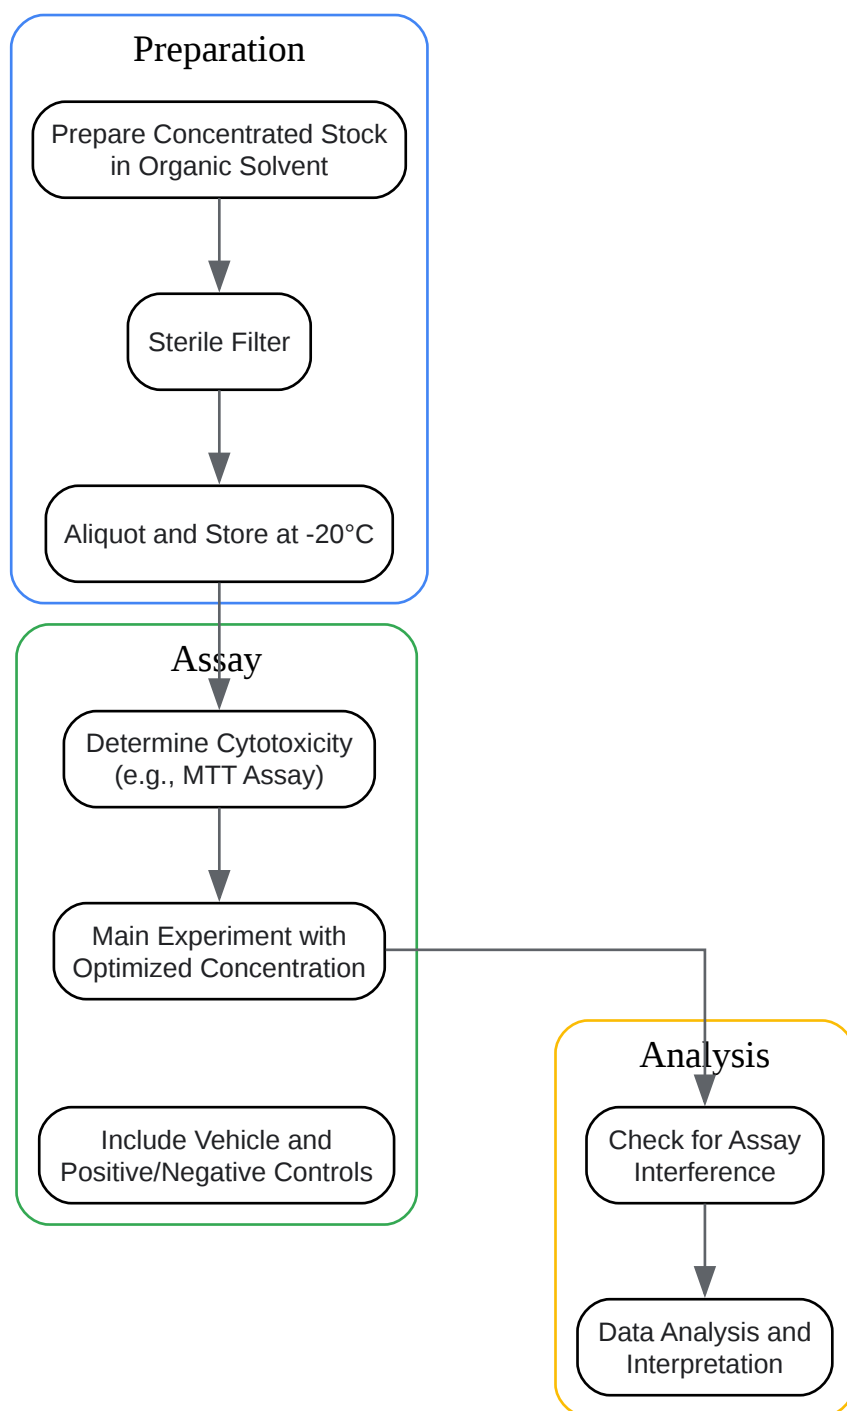 Preparation
Prepare Concentrated Stock
in Organic Solvent
Sterile Filter
Aliquot and Store at -20°C
Assay
Determine Cytotoxicity
(e.g., MTT Assay)
Main Experiment with
Optimized Concentration
Include Vehicle and
Positive/Negative Controls
Analysis
Check for Assay
Interference
Data Analysis and
Interpretation